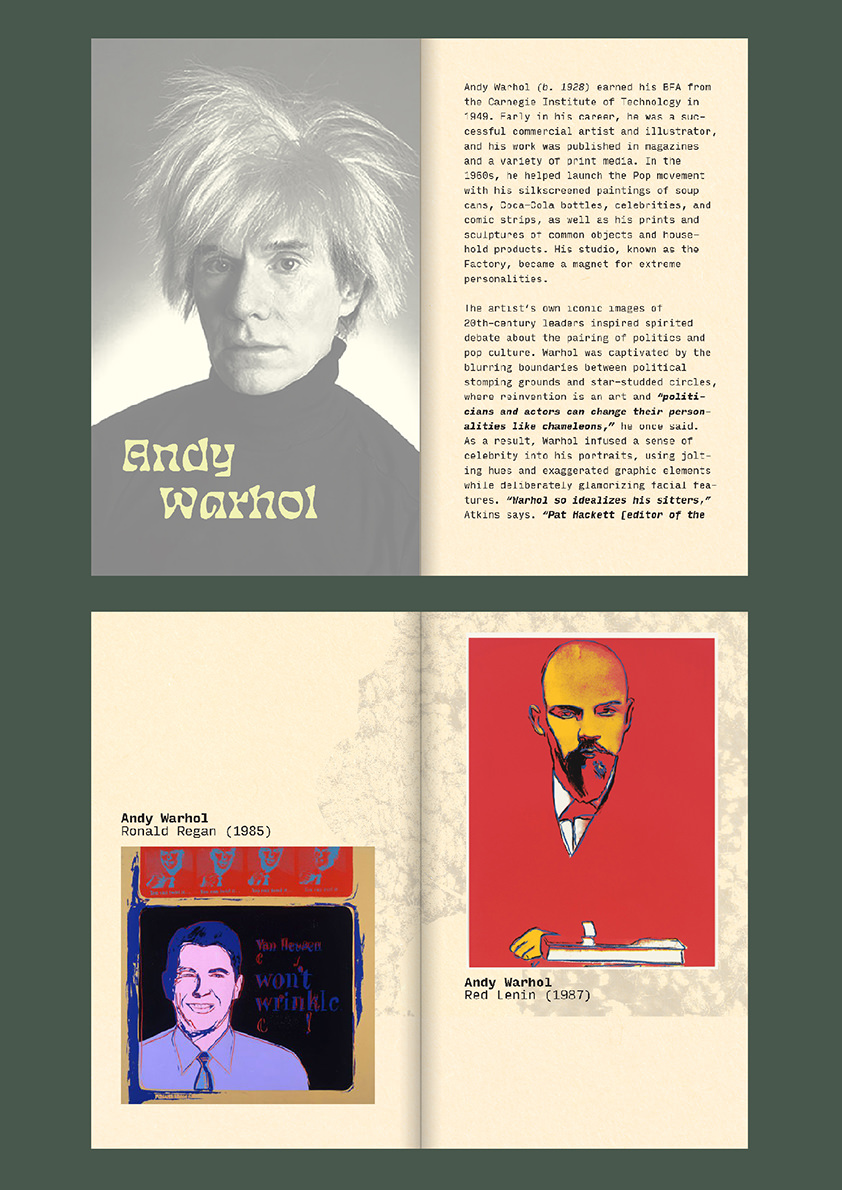 Andy
Warhol
Andy Warhol (b. 1928) earned his BFA from
the Carnegie Institute of Technology in
1949. Early in his career, he was a suc-
cessful commercial artist and illustrator,
and his work was published in magazines
and a variety of print media. In the
1960s, he helped launch the Pop movement
with his silkscreened paintings of soup
cans, Coca-Cola bottles, celebrities, and
comic strips, as well as his prints and
sculptures of common objects and house-
hold products. His studio, known as the
Factory, became a magnet for extreme
personalities.
The artist's own iconic images of
20th-century leaders inspired spirited
debate about the pairing of politics and
pop culture. Warhol was captivated by the
blurring boundaries between political
stomping grounds and star-studded circles,
where reinvention is an art and “politi-
cians and actors can change their person-
alities like chameleons,” he once said.
As a result, Warhol infused a sense of
celebrity into his portraits, using jolt-
ing hues and exaggerated graphic elements
while deliberately glamorizing facial fea-
tures. “Warhol so idealizes his sitters,”
Atkins says. “Pat Hackett [editor of the
Andy Warhol
Ronald Regan (1985)
Van Heusen
won't
wrinkle
Andy Warhol
Red Lenin (1987)